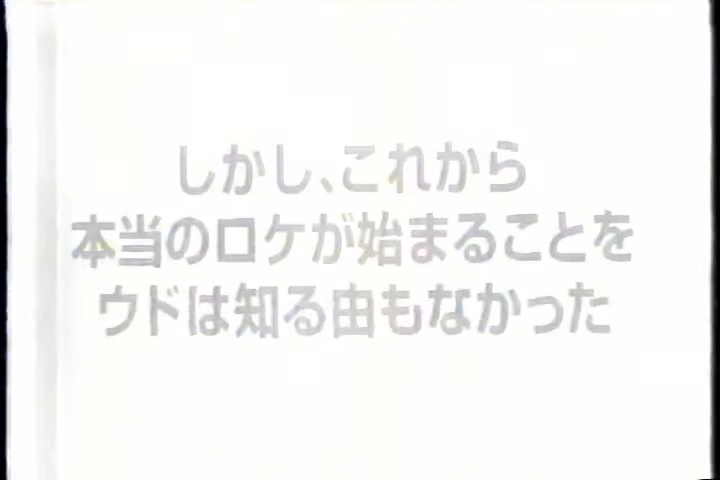 しかし、これから
本当のロケが始まることを
ウドは知る由もなかった